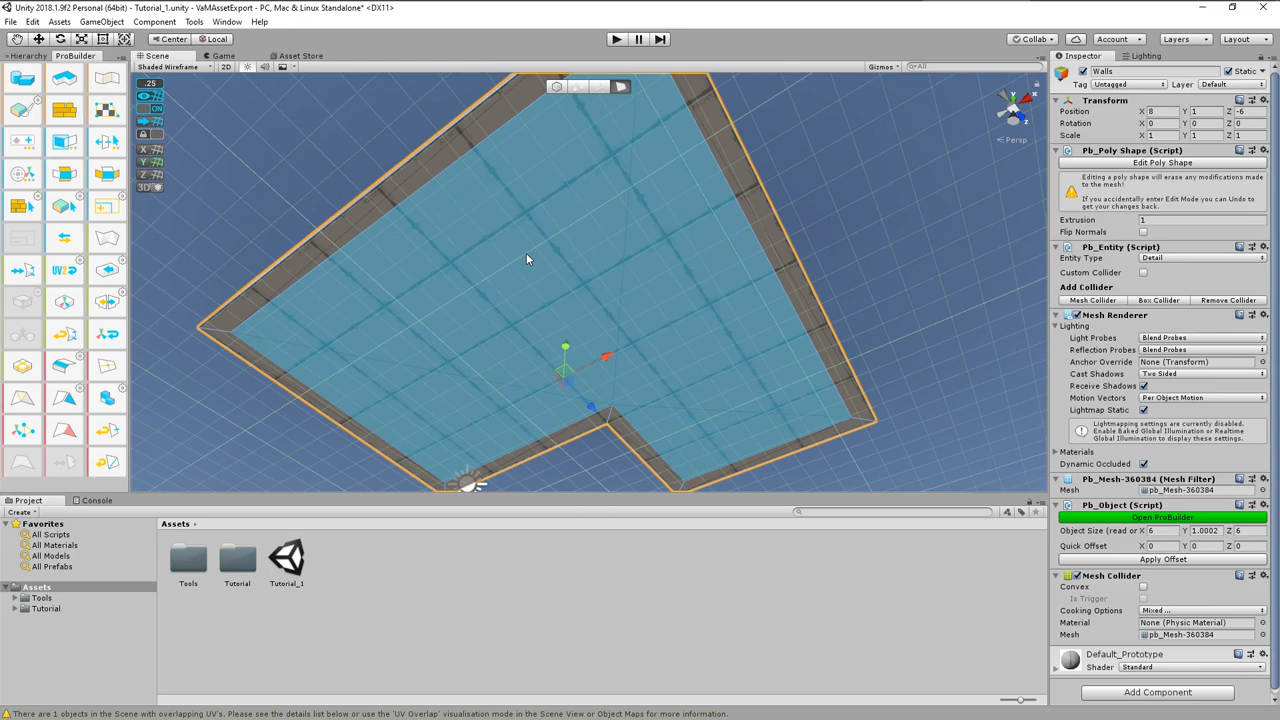 Unity 2018.1.9f2 Personal (64bit) - Tutorial_1.unity - VaMAssetExport - PC, Mac & Linux Standalone* <DX11>
File Edit Assets GameObject Component Tools Window Help
Center Local Collab Account Layers Layout
Hierarchy ProBuilder Scene Game Asset Store Inspector Lighting
Shaded Wireframe 2D Gizmos All
Walls Static
Tag Untagged Layer Default
.25
ON
X
Y
Z
3D
Y
X
Z
Persp
Transform
Position X 8 Y 1 Z -6
Rotation X 0 Y 0 Z 0
Scale X 1 Y 1 Z 1
Pb_Poly Shape (Script)
Edit Poly Shape
Editing a poly shape will erase any modifications made
to the mesh!
If you accidentally enter Edit Mode you can Undo to
get your changes back.
Extrusion 1
Flip Normals
Pb_Entity (Script)
Entity Type Detail
Custom Collider
Add Collider
Mesh Collider Box Collider Remove Collider
Mesh Renderer
Lighting
Light Probes Blend Probes
Reflection Probes Blend Probes
Anchor Override None (Transform)
Cast Shadows Two Sided
Receive Shadows
Motion Vectors Per Object Motion
Lightmap Static
Lightmapping settings are currently disabled.
Enable Baked Global Illumination or Realtime
Global Illumination to display these settings.
Materials
Dynamic Occluded
Pb_Mesh-360384 (Mesh Filter)
Mesh pb_Mesh-360384
Pb_Object (Script)
Open ProBuilder
Object Size (read or X 6 Y 1.0002 Z 6
Quick Offset X 0 Y 0 Z 0
Apply Offset
Mesh Collider
Convex
Is Trigger
Cooking Options Mixed ...
Material None (Physic Material)
Mesh pb_Mesh-360384
Default_Prototype
Shader Standard
Add Component
UV2
Project Console
Create
Favorites
All Scripts
All Materials
All Models
All Prefabs
Assets
Tools
Tutorial
Assets
Tools Tutorial Tutorial_1
There are 1 objects in the Scene with overlapping UV's. Please see the details list below or use the 'UV Overlap' visualisation mode in the Scene View or Object Maps for more information.